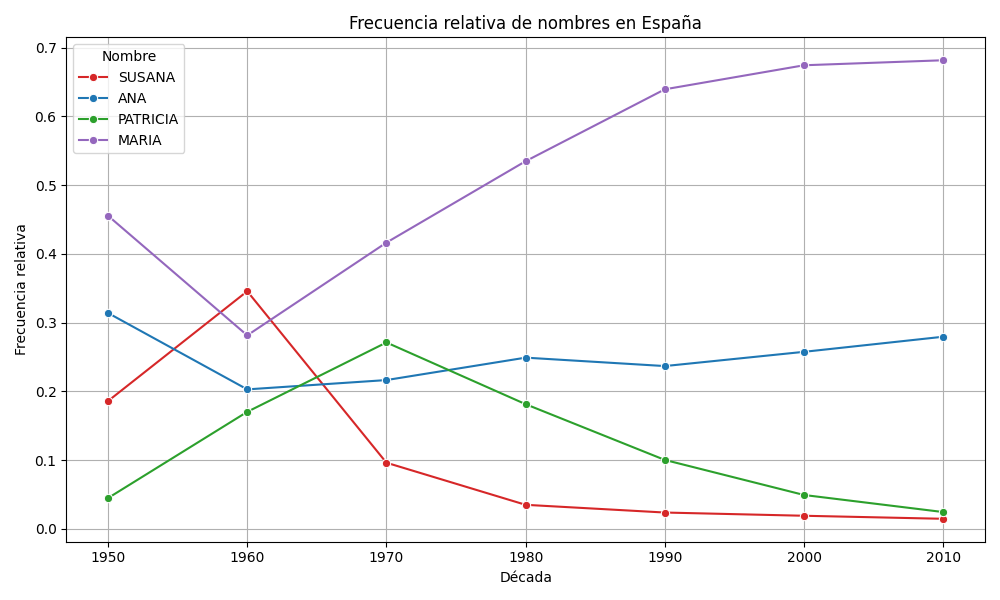 Frecuencia relativa de nombres en España
Nombre
SUSANA
ANA
PATRICIA
MARIA
Frecuencia relativa
0.7
0.6
0.5
0.4
0.3
0.2
0.1
0.0
1950 1960 1970 1980 1990 2000 2010
Década